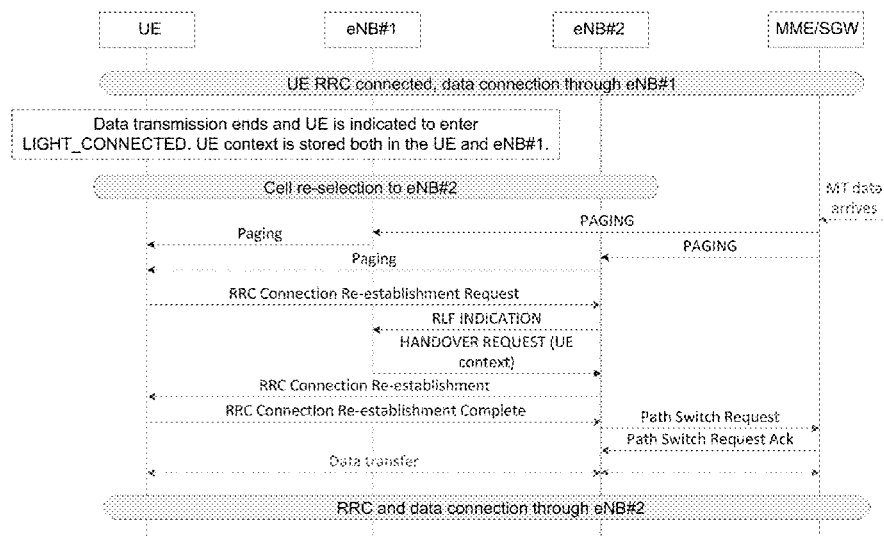 UE
eNB#1
eNB#2
MME/SGW
UE RRC connected, data connection through eNB#1
Data transmission ends and UE is indicated to enter
LIGHT_CONNECTED. UE context is stored both in the UE and eNB#1.
Cell re-selection to eNB#2
MT data
arrives
PAGING
Paging
PAGING
Paging
RRC Connection Re-establishment Request
RLF INDICATION
HANDOVER REQUEST (UE
context)
RRC Connection Re-establishment
RRC Connection Re-establishment Complete
Path Switch Request
Path Switch Request Ack
Data transfer
RRC and data connection through eNB#2